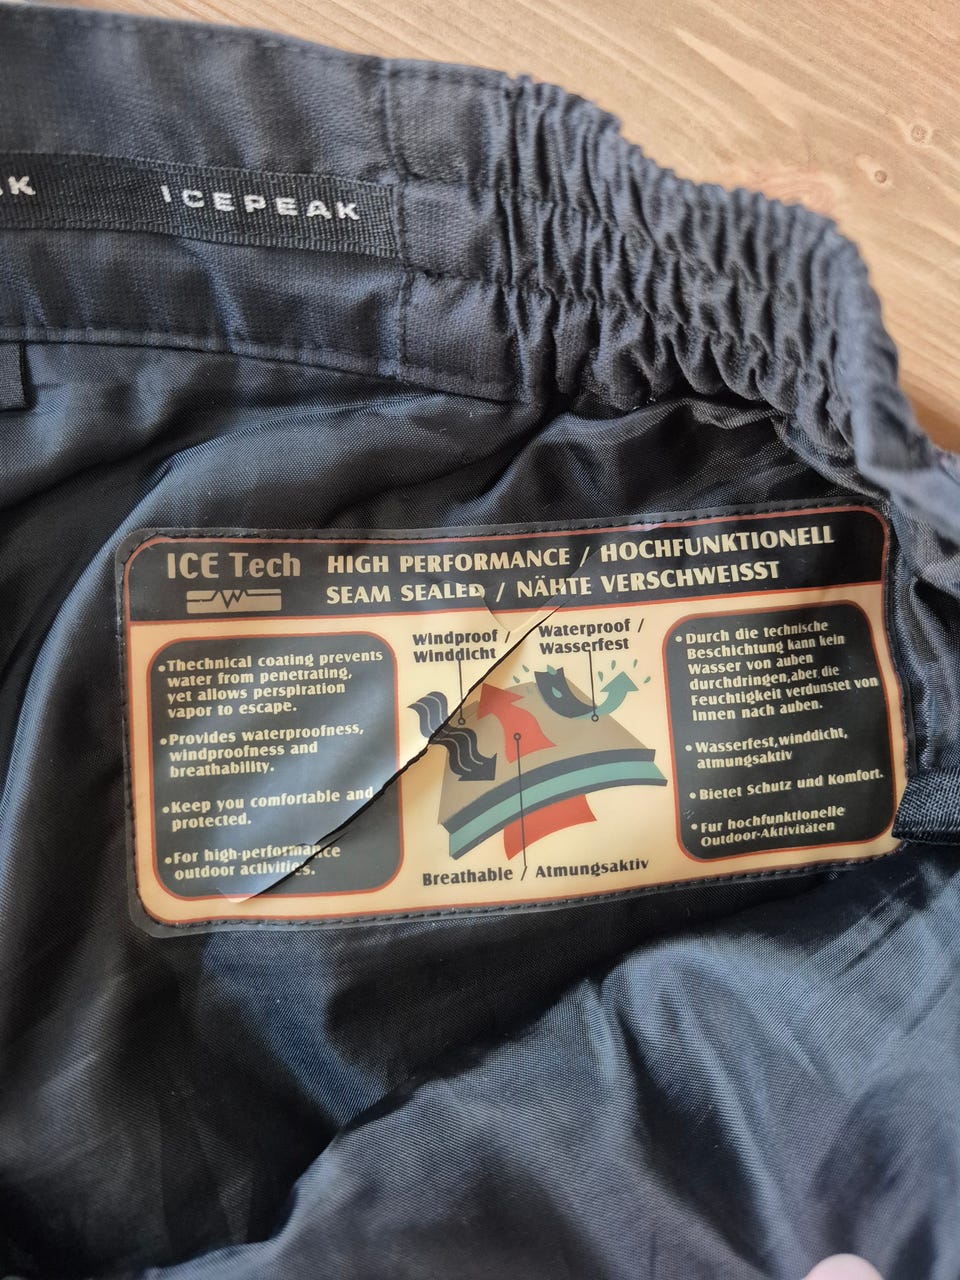 ICEPEAK
ICE Tech
HIGH PERFORMANCE / HOCHFUNKTIONELL
SEAM SEALED / NÄHTE VERSCHWEISST
•Thechnical coating prevents
water from penetrating,
yet allows perspiration
vapor to escape.
•Provides waterproofness,
windproofness and
breathability.
•Keep you comfortable and
protected.
•For high-performance
outdoor activities.
Windproof /
Winddicht
Waterproof /
Wasserfest
Breathable / Atmungsaktiv
•Durch die technische
Beschichtung kann kein
Wasser von außen
durchdringen,aber die
Feuchtigkeit verdunstet von
Innen nach außen.
•Wasserfest,winddicht,
atmungsaktiv
•Bietet Schutz und Komfort.
•Fur hochfunktionelle
Outdoor-Aktivitäten